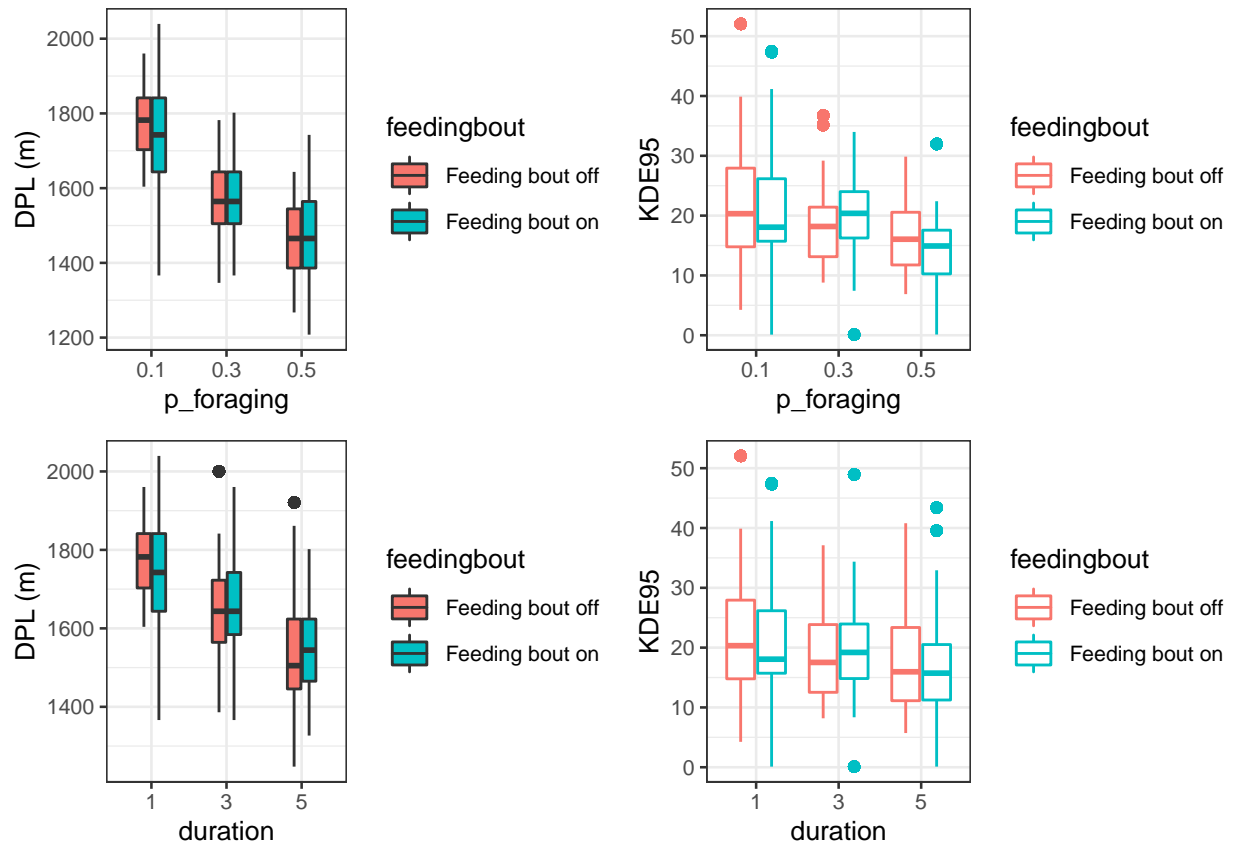 2000
1800
1600
1400
1200
DPL (m)
0.1 0.3 0.5
p_foraging
feedingbout
Feeding bout off
Feeding bout on
50
40
30
20
10
0
KDE95
0.1 0.3 0.5
p_foraging
feedingbout
Feeding bout off
Feeding bout on
2000
1800
1600
1400
DPL (m)
1 3 5
duration
feedingbout
Feeding bout off
Feeding bout on
50
40
30
20
10
0
KDE95
1 3 5
duration
feedingbout
Feeding bout off
Feeding bout on